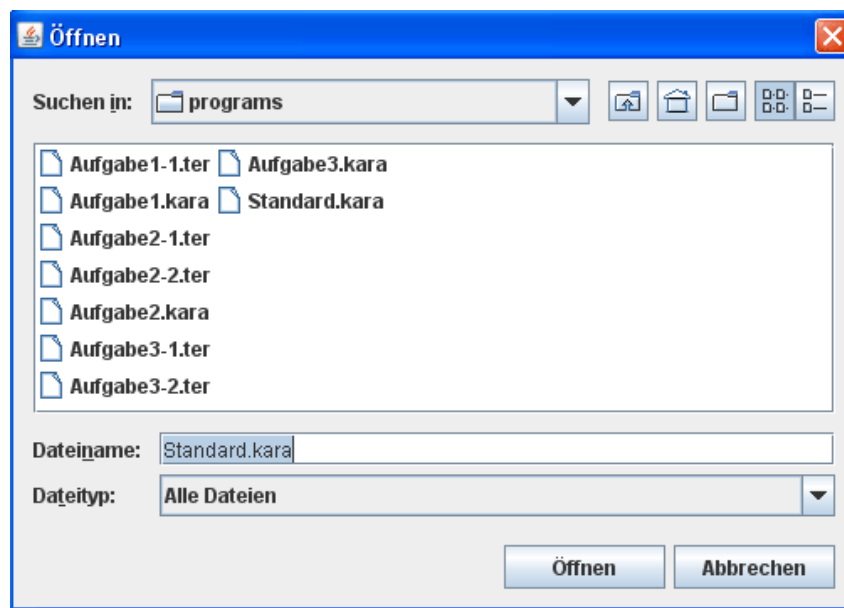 Öffnen
Suchen in: programs
Aufgabe1-1.ter Aufgabe3.kara
Aufgabe1.kara Standard.kara
Aufgabe2-1.ter
Aufgabe2-2.ter
Aufgabe2.kara
Aufgabe3-1.ter
Aufgabe3-2.ter
Dateiname: Standard.kara
Dateityp: Alle Dateien
Öffnen Abbrechen